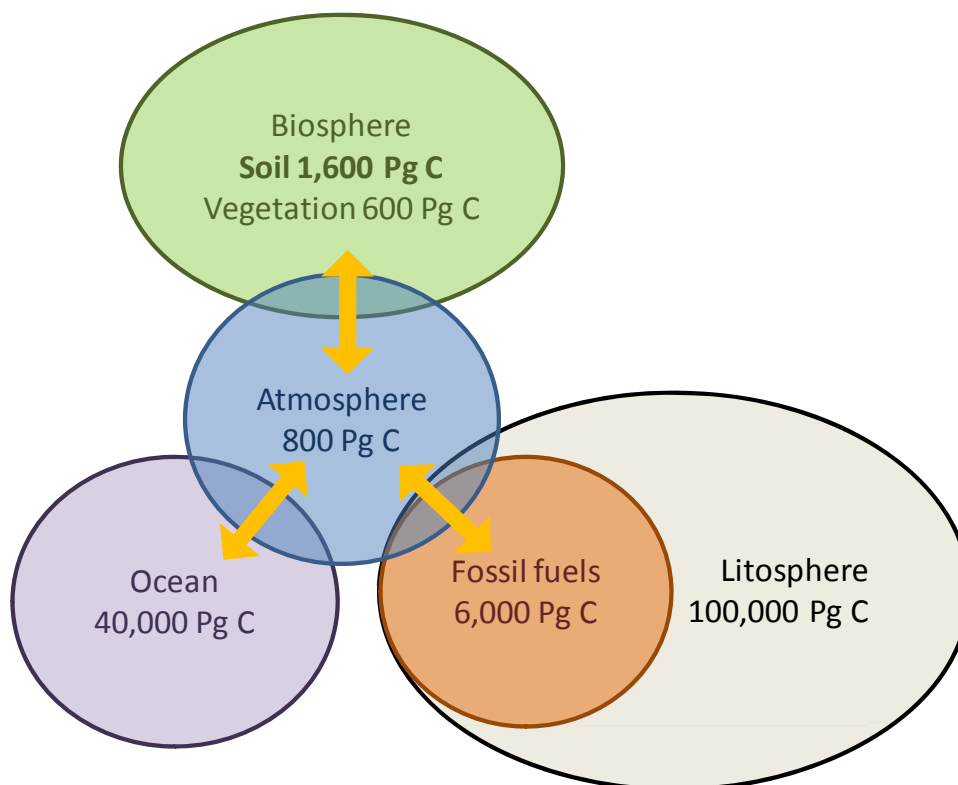 Biosphere
Soil 1,600 Pg C
Vegetation 600 Pg C
Atmosphere
800 Pg C
Ocean
40,000 Pg C
Fossil fuels
6,000 Pg C
Litosphere
100,000 Pg C